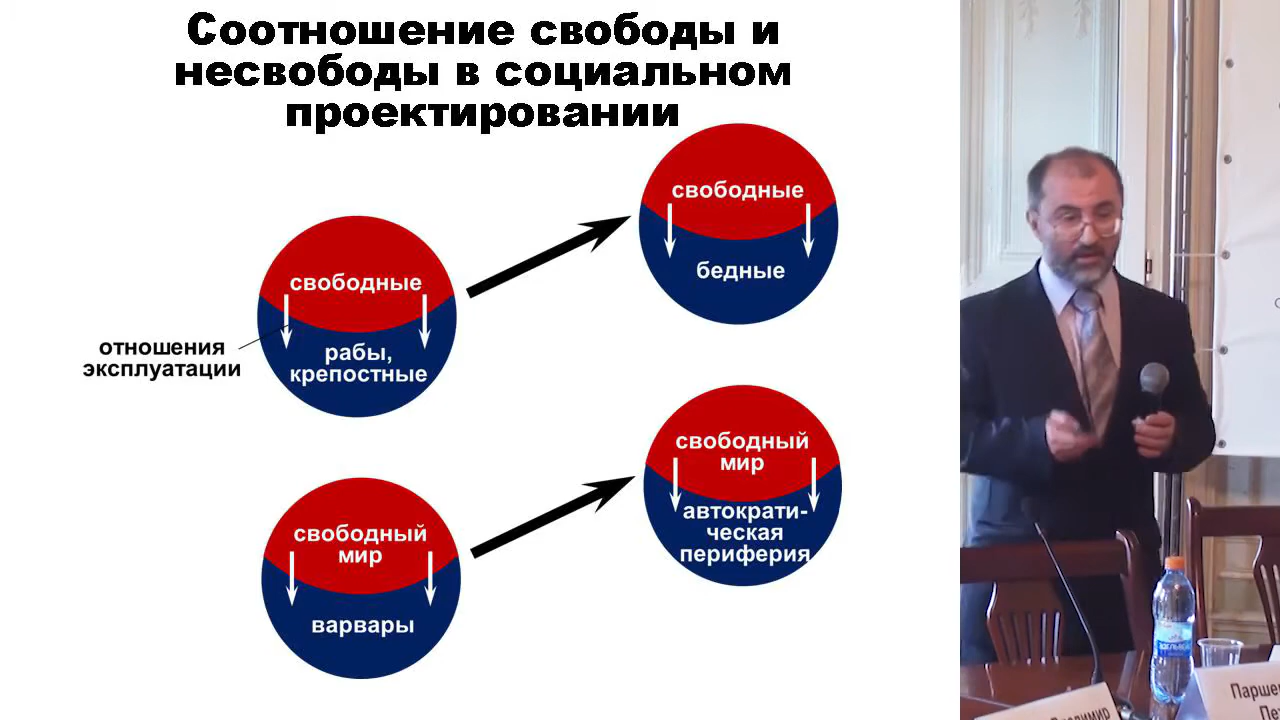 Соотношение свободы и
несвободы в социальном
проектировании
свободные
бедные
свободные
рабы,
крепостные
отношения
эксплуатации
свободный
мир
автократи-
ческая
периферия
свободный
мир
варвары